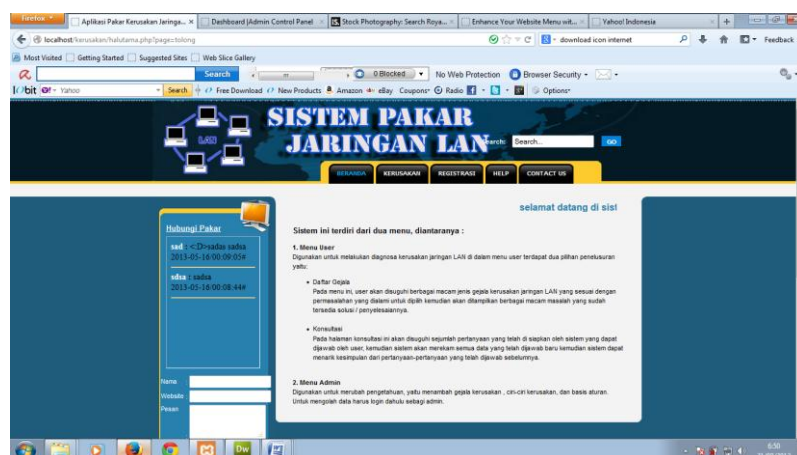 Firefox
Aplikasi Pakar Kerusakan Jaringa...
Dashboard |Admin Control Panel
Stock Photography: Search Roya...
Enhance Your Website Menu wit...
Yahoo! Indonesia
localhost/kerusakan/halutama.php?page=tolong
download icon internet
Feedback
Most Visited
Getting Started
Suggested Sites
Web Slice Gallery
Search
0 Blocked
No Web Protection
Browser Security
Yahoo
Search
Free Download
New Products
Amazon
eBay
Coupons
Radio
Options
LAN
SISTEM PAKAR
JARINGAN LAN
Search:
Search...
GO
BERANDA
KERUSAKAN
REGISTRASI
HELP
CONTACT US
selamat datang di sist
Hubungi Pakar
sad : <:D>sadas sadsa
2013-05-16/00:09:05#
sdsa : sadsa
2013-05-16/00:08:44#
Name
Website
Pesan
Sistem ini terdiri dari dua menu, diantaranya :
1. Menu User
Digunakan untuk melakukan diagnosa kerusakan jaringan LAN di dalam menu user terdapat dua pilihan penelusuran
yaitu:
• Daftar Gejala
Pada menu ini, user akan disuguhi berbagai macam jenis gejala kerusakan jaringan LAN yang sesuai dengan
permasalahan yang dialami untuk dipilih kemudian akan ditampilkan berbagai macam masalah yang sudah
tersedia solusi / penyelesaiannya.
• Konsultasi
Pada halaman konsultasi ini akan disuguhi sejumlah pertanyaan yang telah di siapkan oleh sistem yang dapat
dijawab oleh user, kemudian sistem akan merekam semua data yang telah dijawab baru kemudian sistem dapat
menarik kesimpulan dari pertanyaan-pertanyaan yang telah dijawab sebelumnya.
2. Menu Admin
Digunakan untuk merubah pengetahuan, yaitu menambah gejala kerusakan , ciri-ciri kerusakan, dan basis aturan.
Untuk mengolah data harus login dahulu sebagi admin.
Dw
6:50